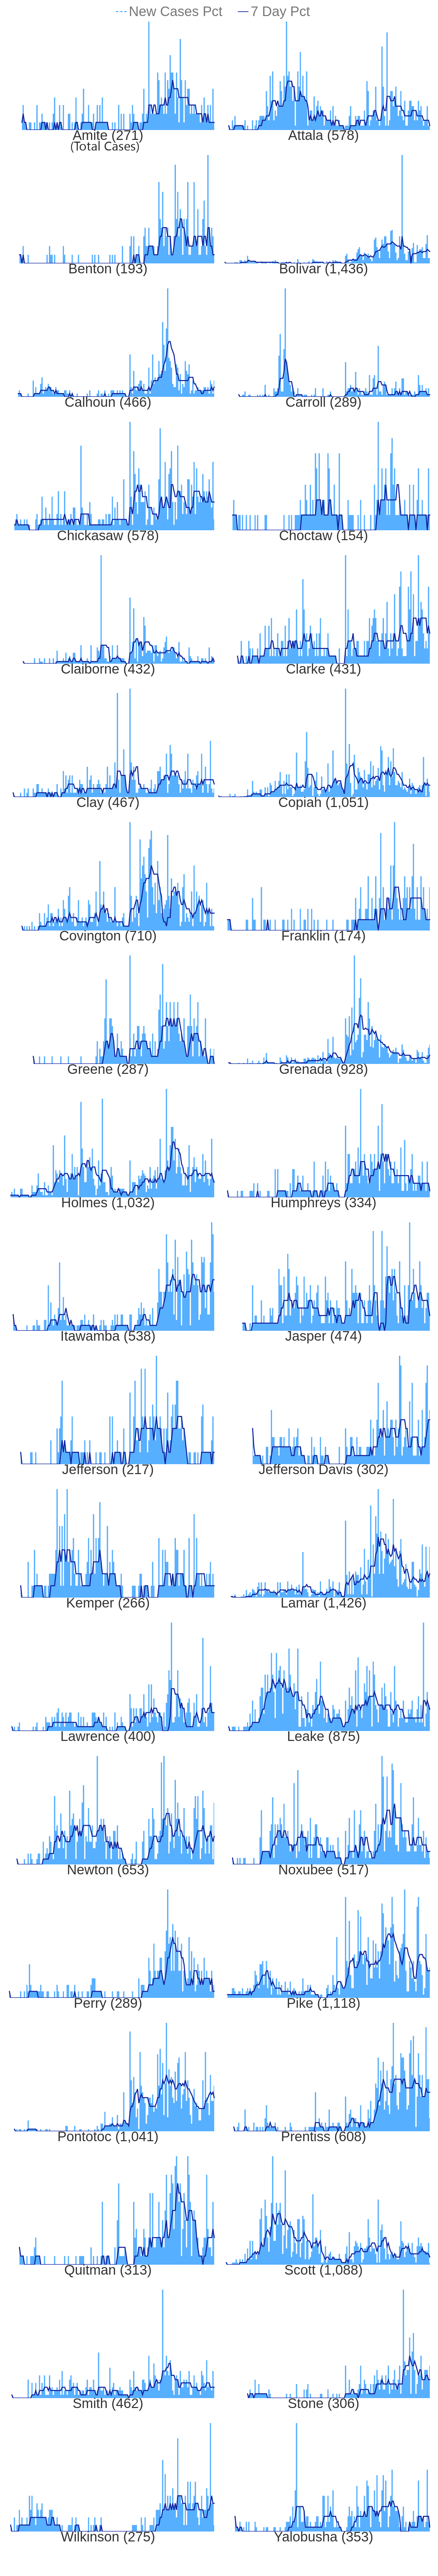 New Cases Pct 7 Day Pct
Amite (271) Attala (578)
(Total Cases)
Benton (193) Bolivar (1,436)
Calhoun (466) Carroll (289)
Chickasaw (578) Choctaw (154)
Claiborne (432) Clarke (431)
Clay (467) Copiah (1,051)
Covington (710) Franklin (174)
Greene (287) Grenada (928)
Holmes (1,032) Humphreys (334)
Itawamba (538) Jasper (474)
Jefferson (217) Jefferson Davis (302)
Kemper (266) Lamar (1,426)
Lawrence (400) Leake (875)
Newton (653) Noxubee (517)
Perry (289) Pike (1,118)
Pontotoc (1,041) Prentiss (608)
Quitman (313) Scott (1,088)
Smith (462) Stone (306)
Wilkinson (275) Yalobusha (353)